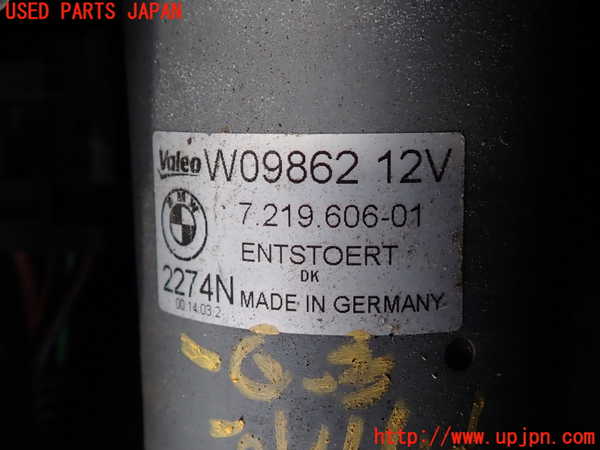 USED PARTS JAPAN
Valeo W09862 12V
BMW
7.219.606-01
ENTSTOERT
DK
2274N MADE IN GERMANY
00.14.03.2
http://www.upjpn.com/